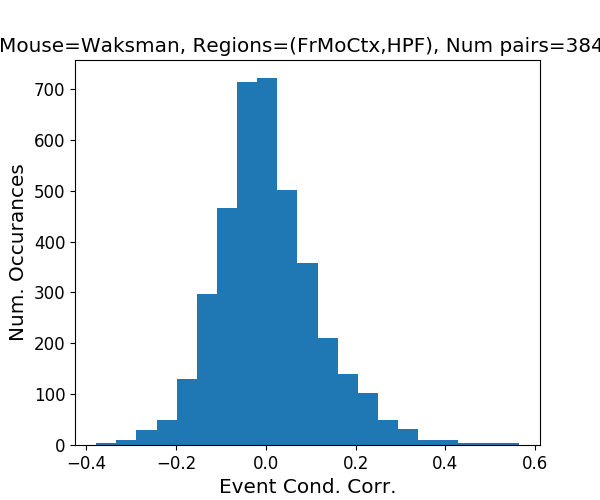 Mouse=Waksman, Regions=(FrMoCtx,HPF), Num pairs=384
700
600
500
400
300
200
100
0
Num. Occurances
−0.4 −0.2 0.0 0.2 0.4 0.6
Event Cond. Corr.